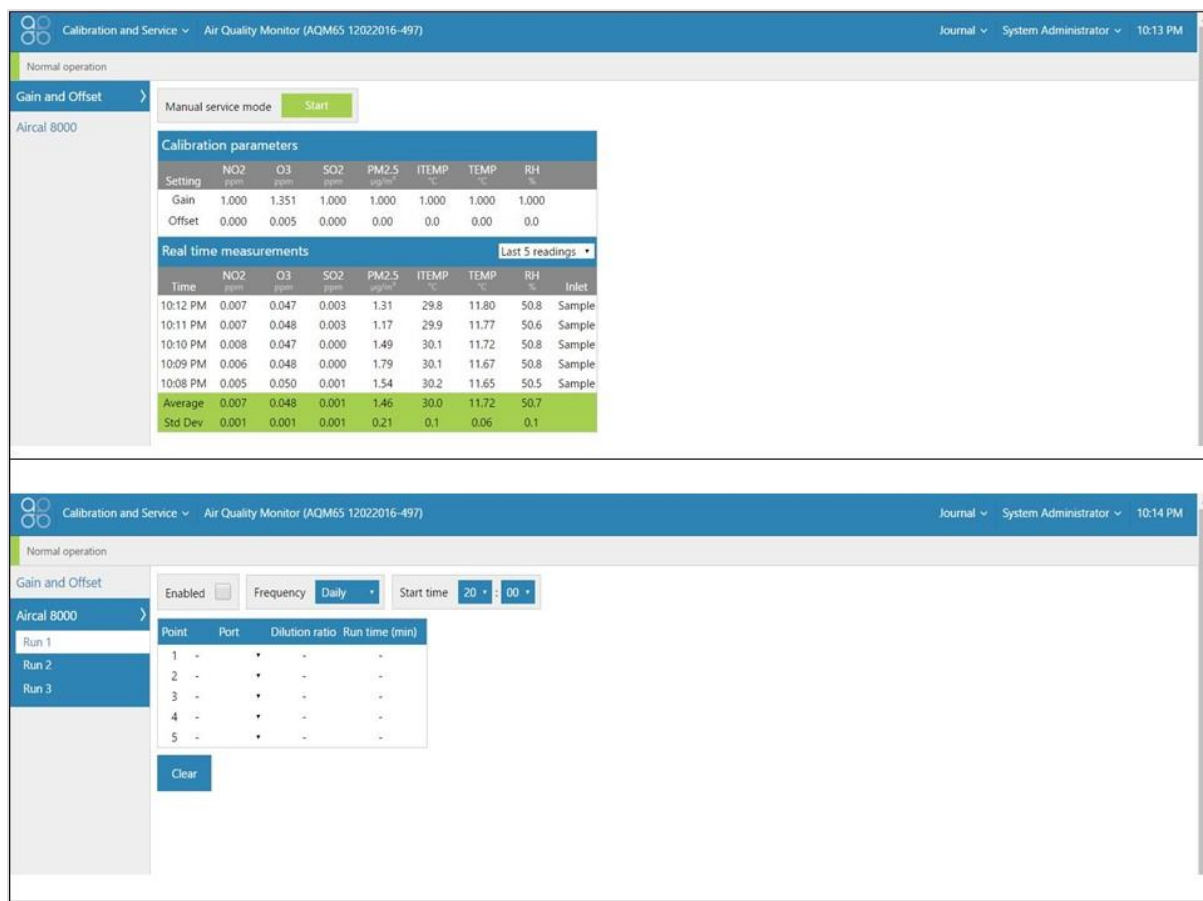 Calibration and Service Air Quality Monitor (AQM65 12022016-497) Journal System Administrator 10:13 PM
Normal operation
Gain and Offset
Aircal 8000
Manual service mode Start
Calibration parameters
Setting NO2 ppm O3 ppm SO2 ppm PM2.5 µg/m³ ITEMP °C TEMP °C RH %
Gain 1.000 1.351 1.000 1.000 1.000 1.000 1.000
Offset 0.000 0.005 0.000 0.00 0.0 0.00 0.0
Real time measurements Last 5 readings
Time NO2 ppm O3 ppm SO2 ppm PM2.5 µg/m³ ITEMP °C TEMP °C RH % Inlet
10:12 PM 0.007 0.047 0.003 1.31 29.8 11.80 50.8 Sample
10:11 PM 0.007 0.048 0.003 1.17 29.9 11.77 50.6 Sample
10:10 PM 0.008 0.047 0.000 1.49 30.1 11.72 50.8 Sample
10:09 PM 0.006 0.048 0.000 1.79 30.1 11.67 50.8 Sample
10:08 PM 0.005 0.050 0.001 1.54 30.2 11.65 50.5 Sample
Average 0.007 0.048 0.001 1.46 30.0 11.72 50.7
Std Dev 0.001 0.001 0.001 0.21 0.1 0.06 0.1
Calibration and Service Air Quality Monitor (AQM65 12022016-497) Journal System Administrator 10:14 PM
Normal operation
Gain and Offset
Aircal 8000
Run 1
Run 2
Run 3
Enabled Frequency Daily Start time 20 : 00
Point Port Dilution ratio Run time (min)
1 - - -
2 - - -
3 - - -
4 - - -
5 - - -
Clear